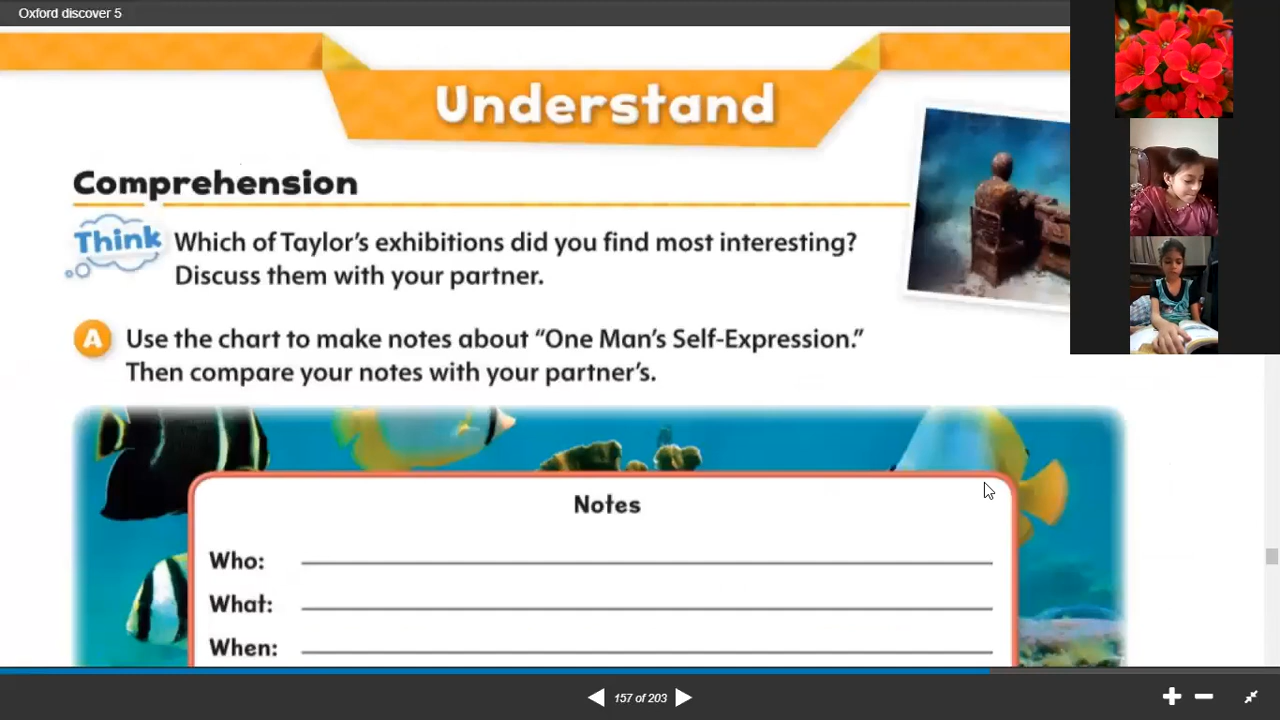 Oxford discover 5
Understand
Comprehension
Think
Which of Taylor's exhibitions did you find most interesting?
Discuss them with your partner.
A
Use the chart to make notes about “One Man's Self-Expression.”
Then compare your notes with your partner's.
Notes
Who:
What:
When:
157 of 203